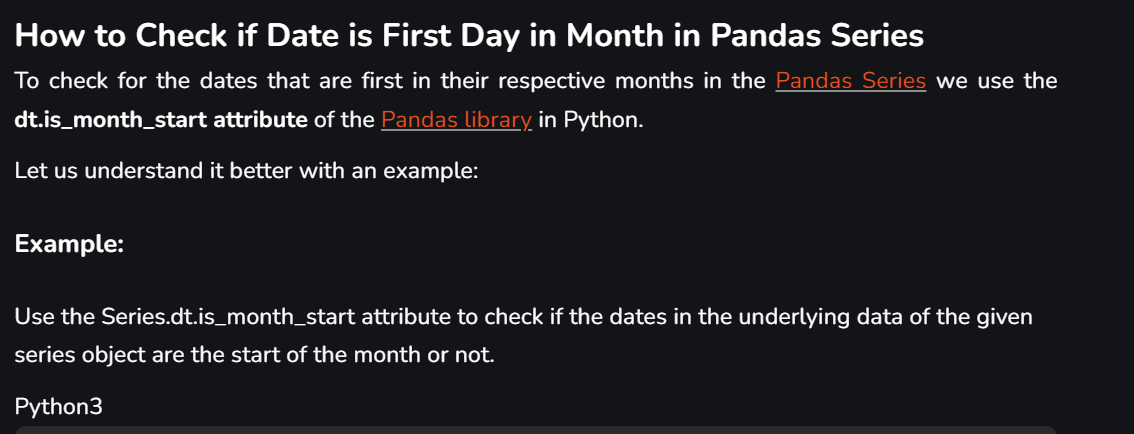 How to Check if Date is First Day in Month in Pandas Series
To check for the dates that are first in their respective months in the Pandas Series we use the
dt.is_month_start attribute of the Pandas library in Python.
Let us understand it better with an example:
Example:
Use the Series.dt.is_month_start attribute to check if the dates in the underlying data of the given
series object are the start of the month or not.
Python3